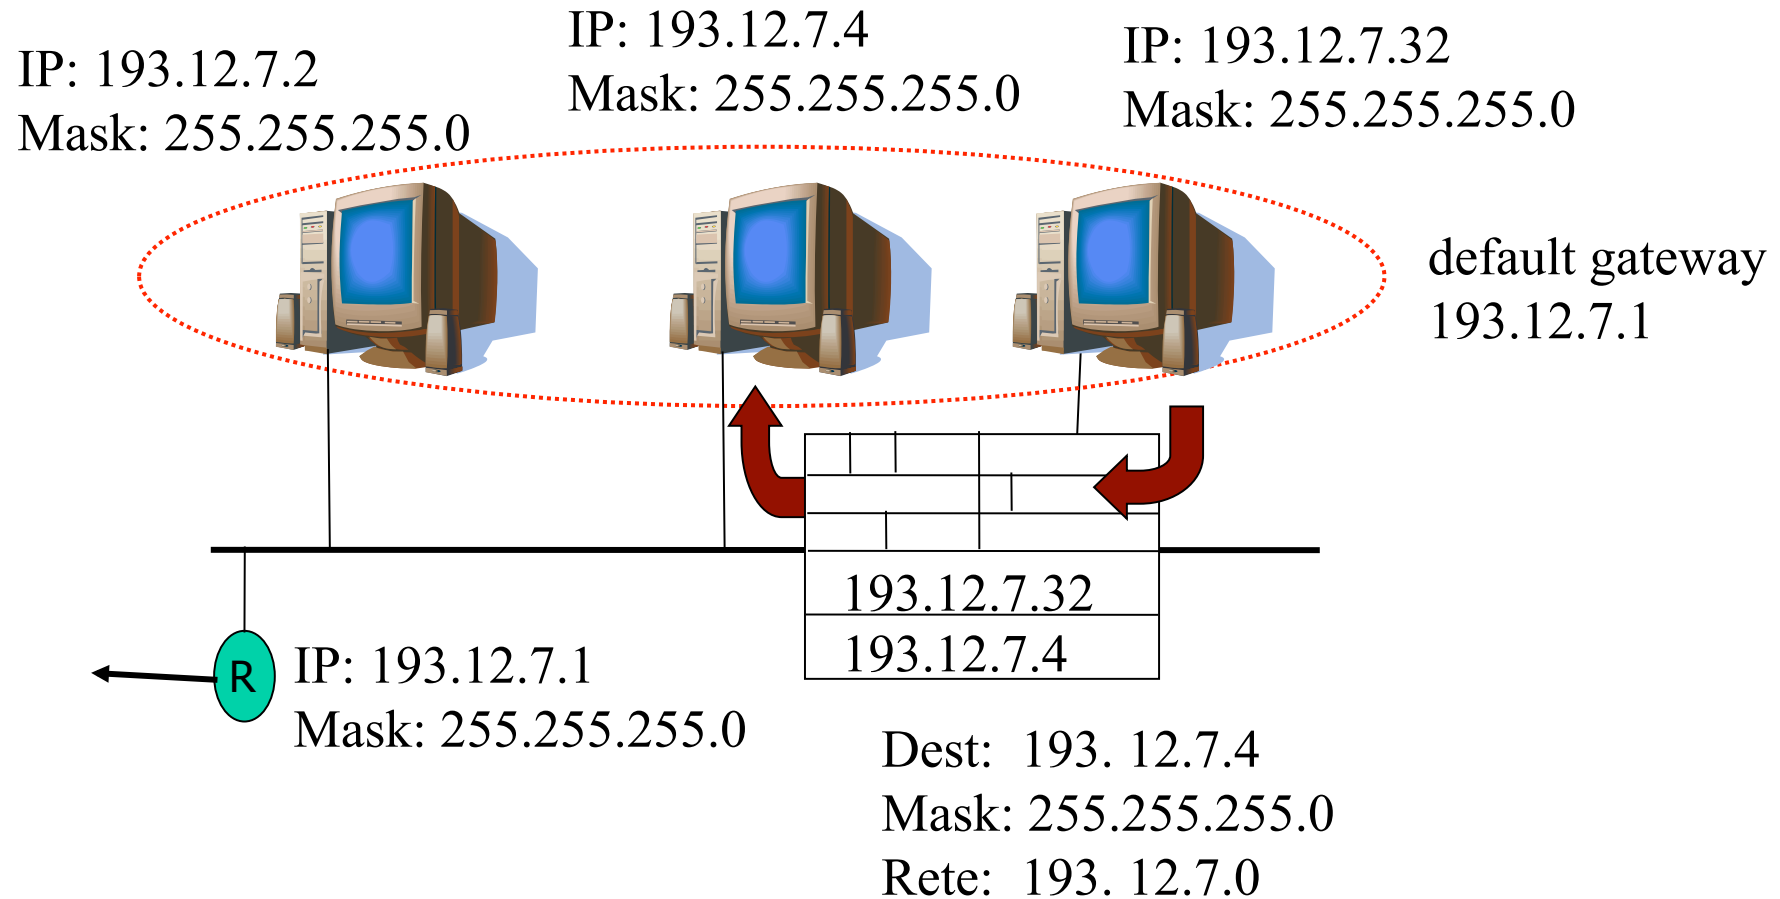 IP: 193.12.7.2
Mask: 255.255.255.0
IP: 193.12.7.4
Mask: 255.255.255.0
IP: 193.12.7.32
Mask: 255.255.255.0
default gateway
193.12.7.1
193.12.7.32
193.12.7.4
R
IP: 193.12.7.1
Mask: 255.255.255.0
Dest: 193. 12.7.4
Mask: 255.255.255.0
Rete: 193. 12.7.0